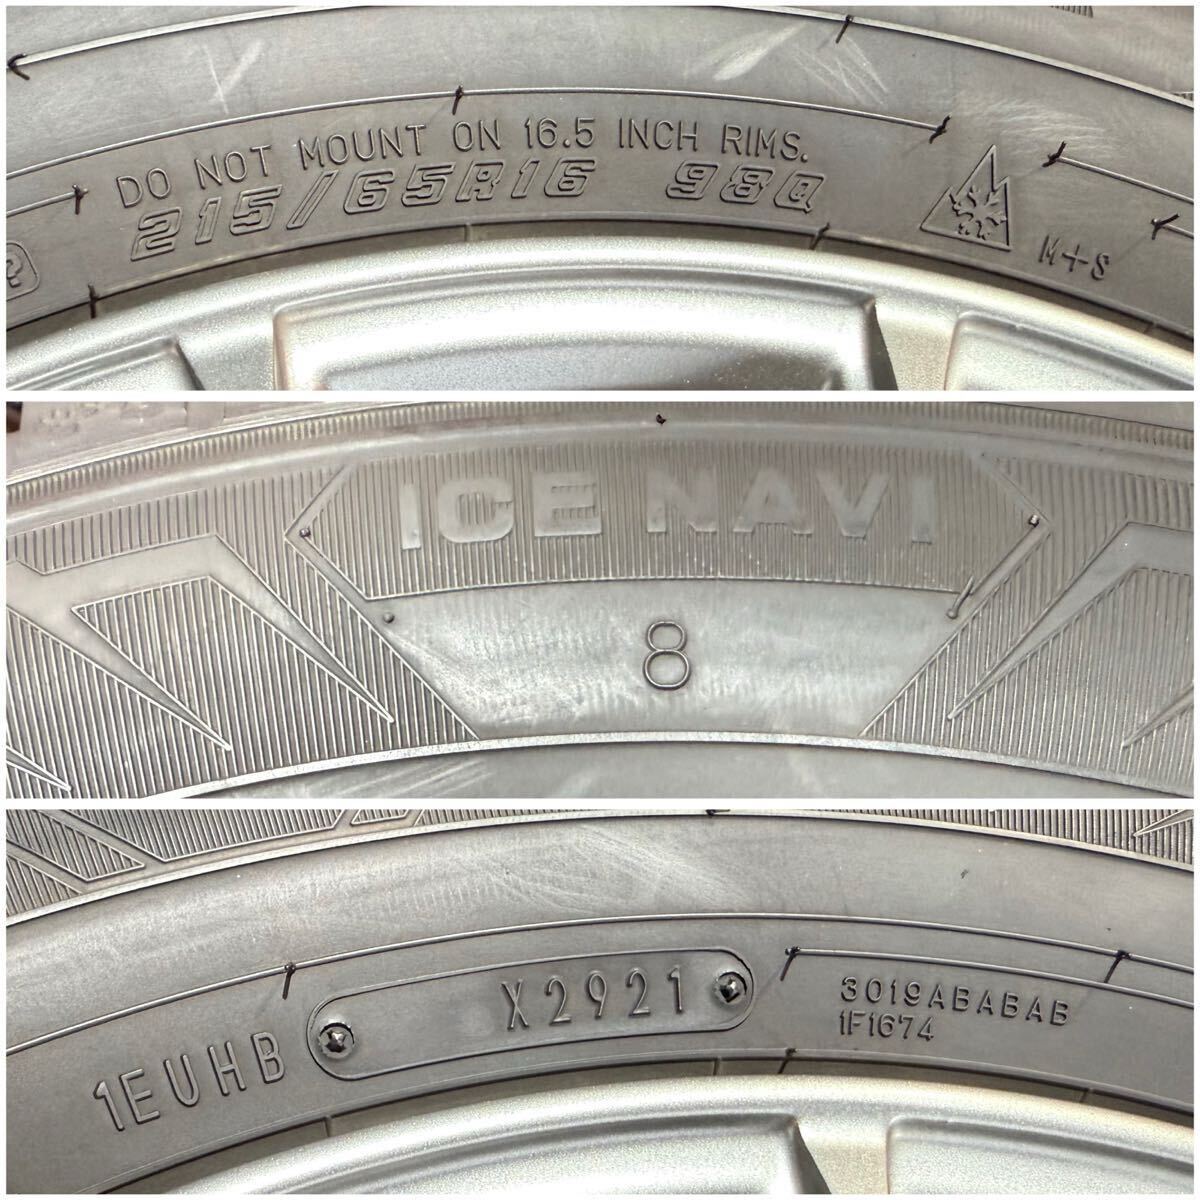 DO NOT MOUNT ON 16.5 INCH RIMS.
215/65R16 98Q
M+S
ICE NAVI
8
1EUHB X2921
3019ABABAB
1F1674